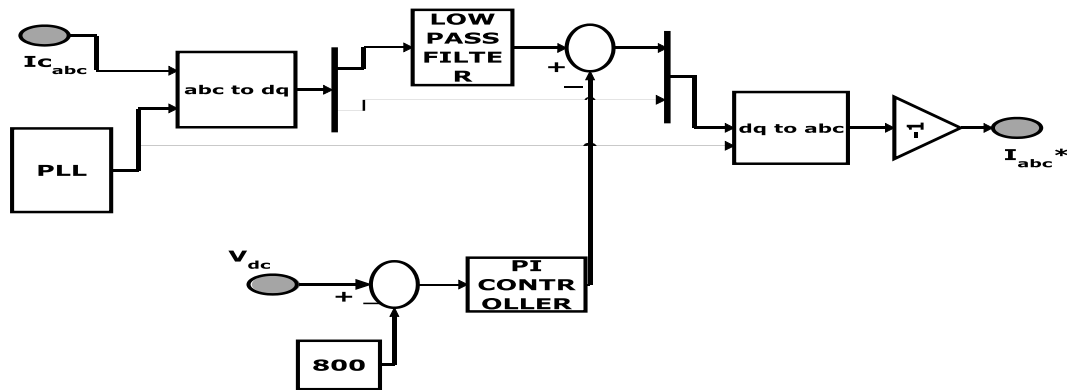 LOW
PASS
FILTE
R
Ic abc
+
−
abc to dq
PLL
dq to abc
-1
I abc*
V dc
+
−
PI
CONTR
OLLER
800